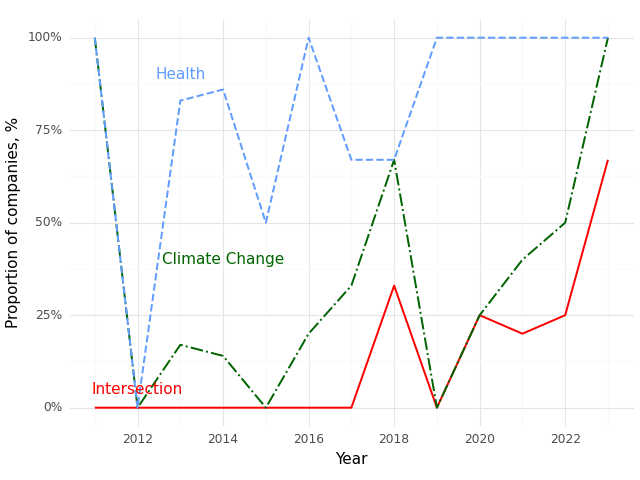 100%
75%
50%
25%
0%
Proportion of companies, %
Health
Climate Change
Intersection
2012 2014 2016 2018 2020 2022
Year